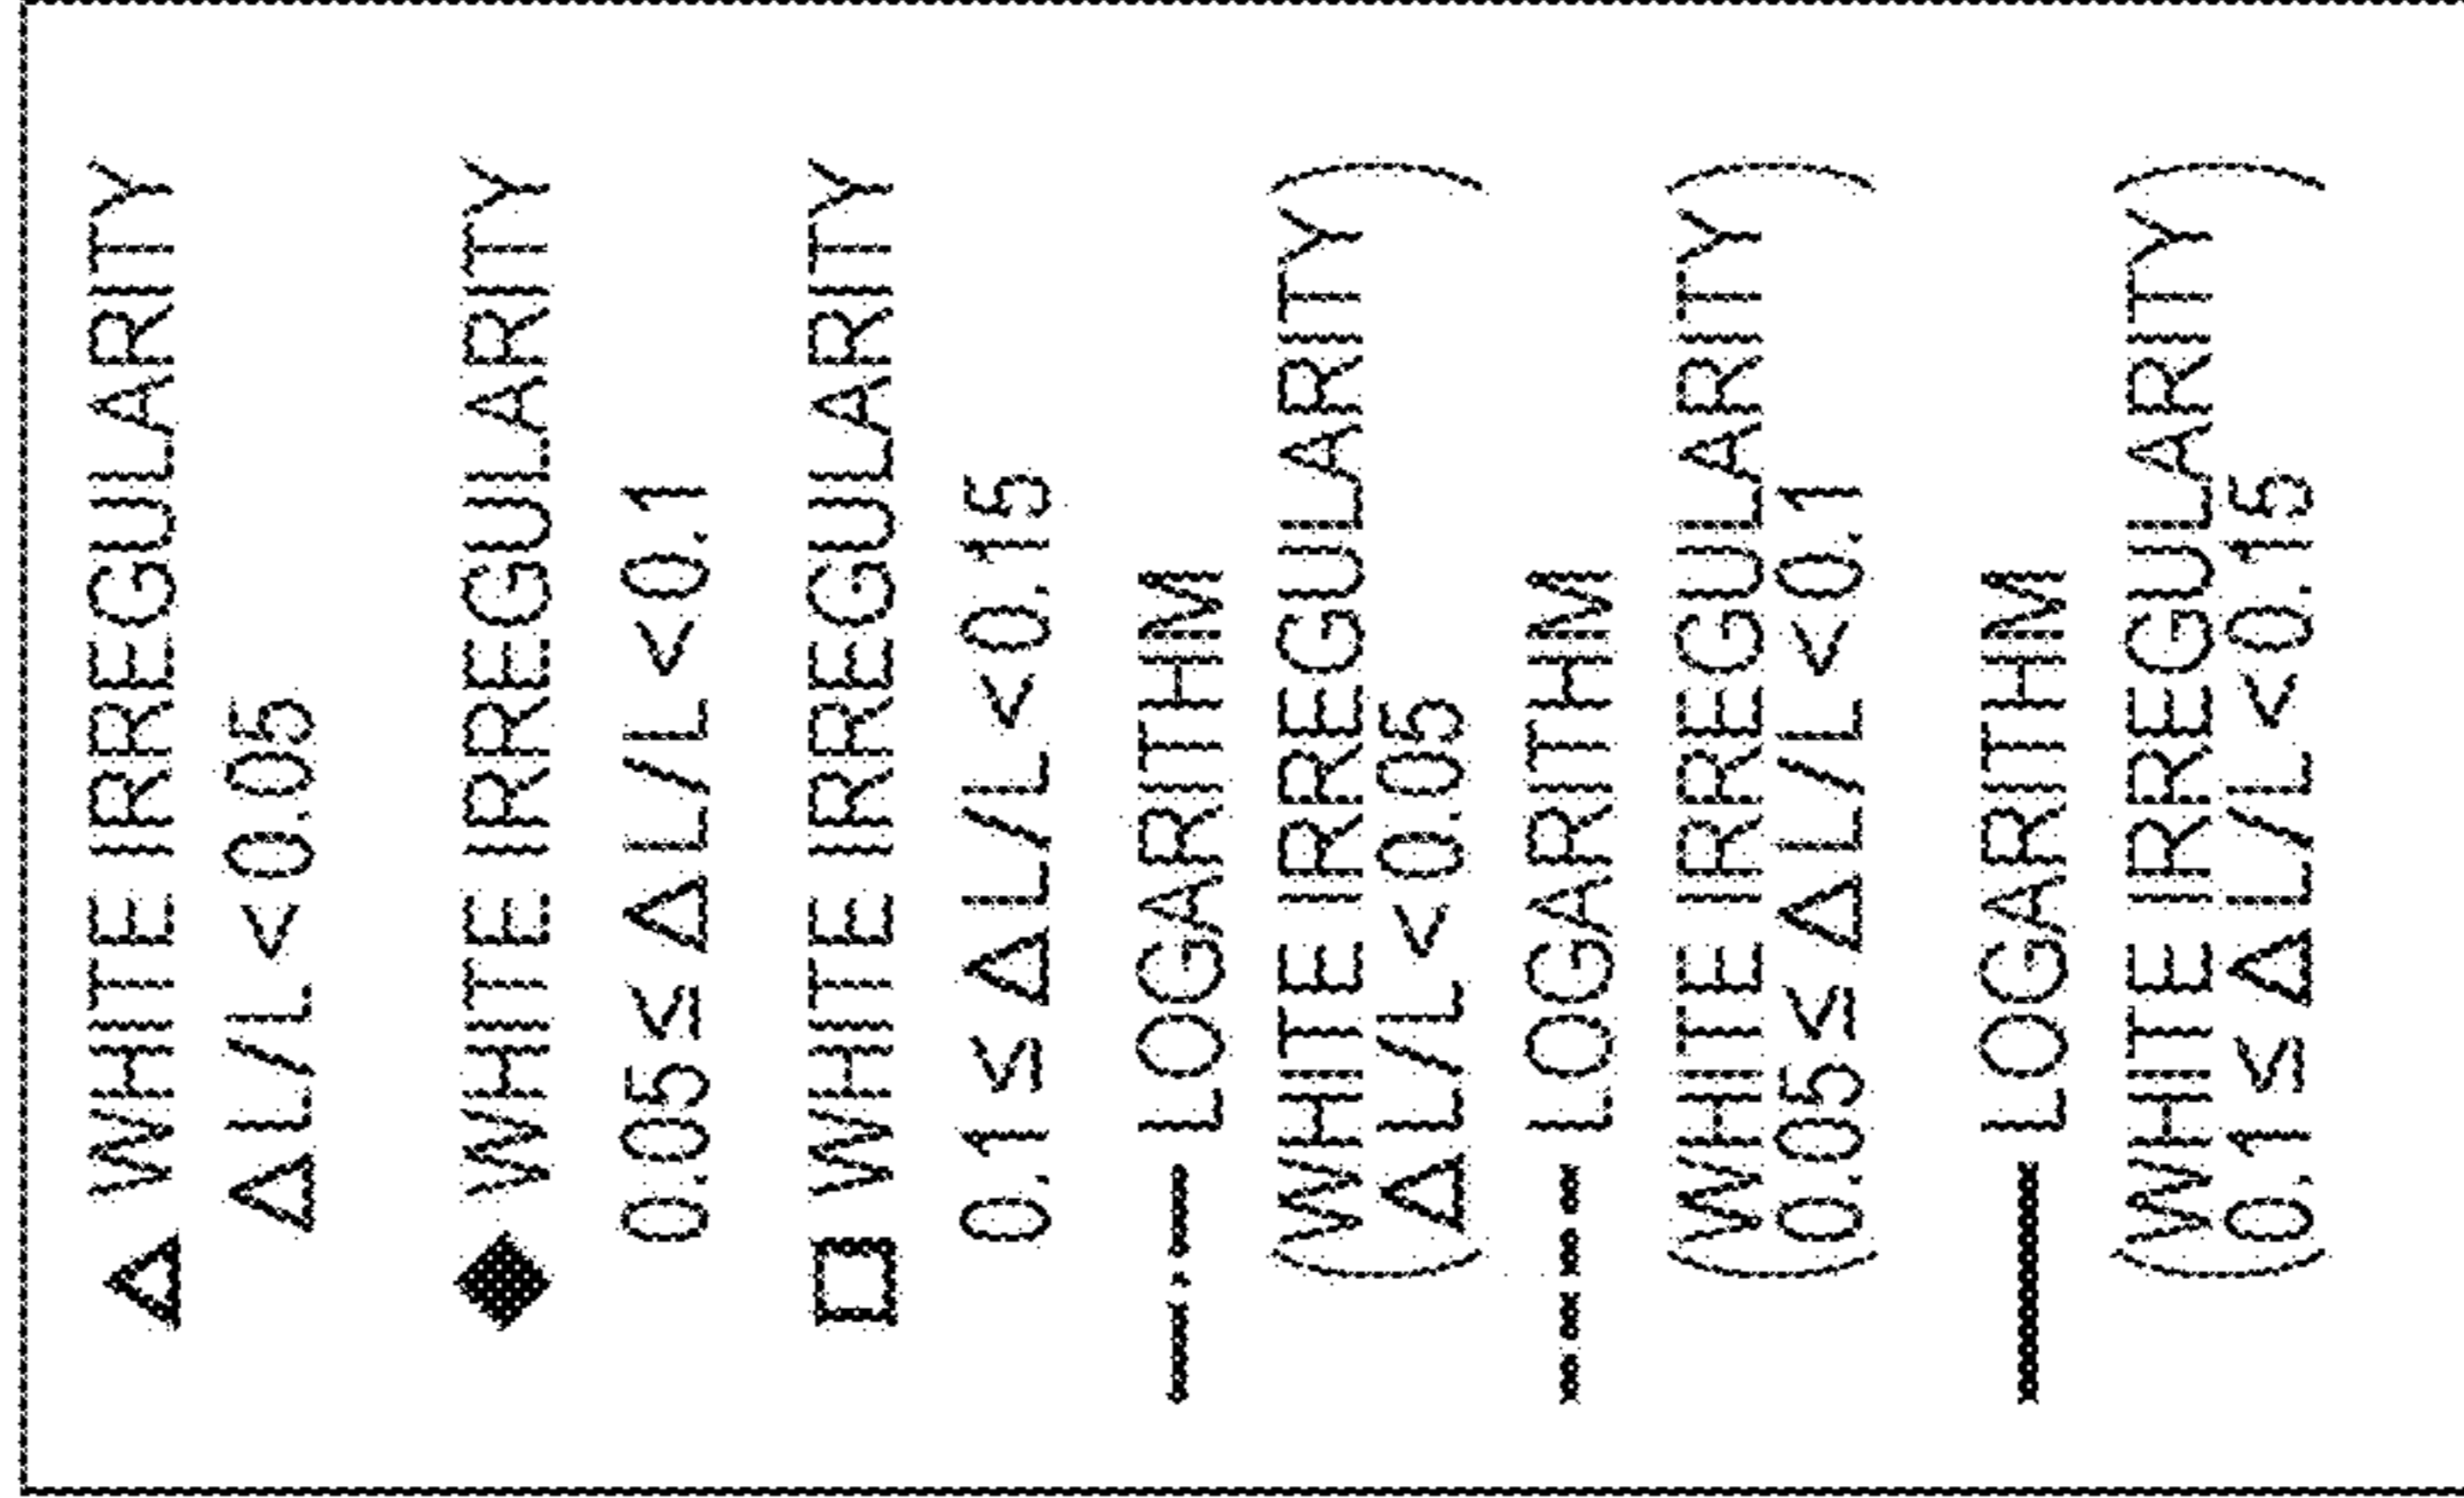 WHITE IRREGULARITY
ΔL/L<0.05
WHITE IRREGULARITY
0.05≤ΔL/L<0.1
WHITE IRREGULARITY
0.1≤ΔL/L<0.15
LOGARITHM
(WHITE IRREGULARITY)
ΔL/L<0.05
LOGARITHM
(WHITE IRREGULARITY)
0.05≤ΔL/L<0.1
LOGARITHM
(WHITE IRREGULARITY)
0.1≤ΔL/L<0.15